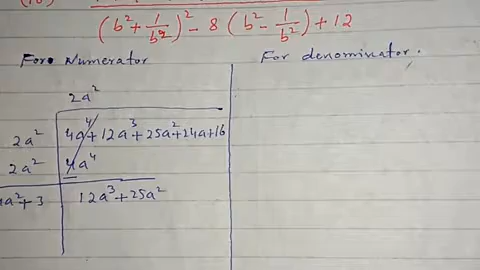 (b² + 1/b²)² - 8 (b² - 1/b²) + 12
For Numerator
For denominator.
2a²
2a² 4a⁴+12a³+25a²+24a+16
2a² 4a⁴
a²+3 12a³+25a²